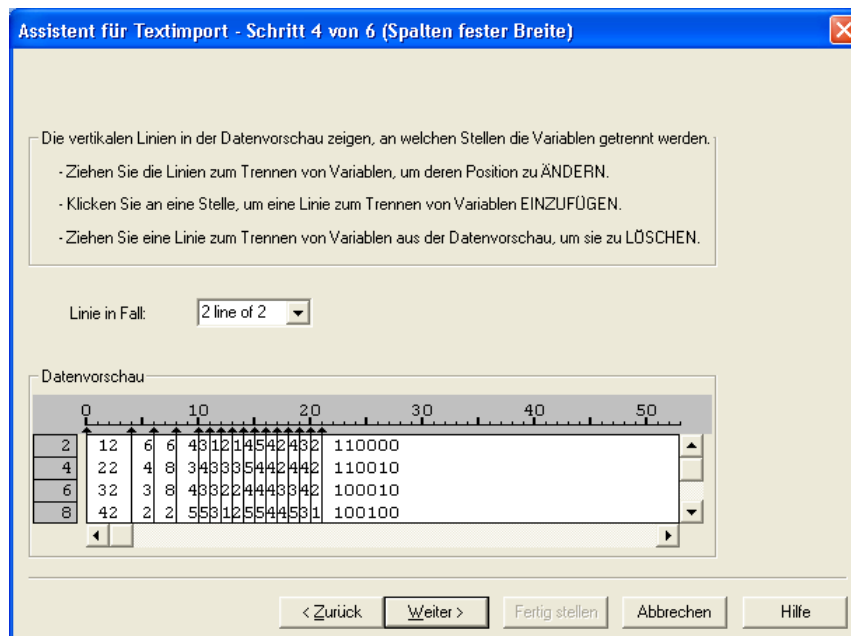 Assistent für Textimport - Schritt 4 von 6 (Spalten fester Breite)
Die vertikalen Linien in der Datenvorschau zeigen, an welchen Stellen die Variablen getrennt werden.
- Ziehen Sie die Linien zum Trennen von Variablen, um deren Position zu ÄNDERN.
- Klicken Sie an eine Stelle, um eine Linie zum Trennen von Variablen EINZUFÜGEN.
- Ziehen Sie eine Linie zum Trennen von Variablen aus der Datenvorschau, um sie zu LÖSCHEN.
Linie in Fall: 2 line of 2
Datenvorschau
0 10 20 30 40 50
2 12 6 6 431214542432 110000
4 22 4 8 343335442442 110010
6 32 3 8 433224443342 100010
8 42 2 2 553125544531 100100
< Zurück Weiter > Fertig stellen Abbrechen Hilfe